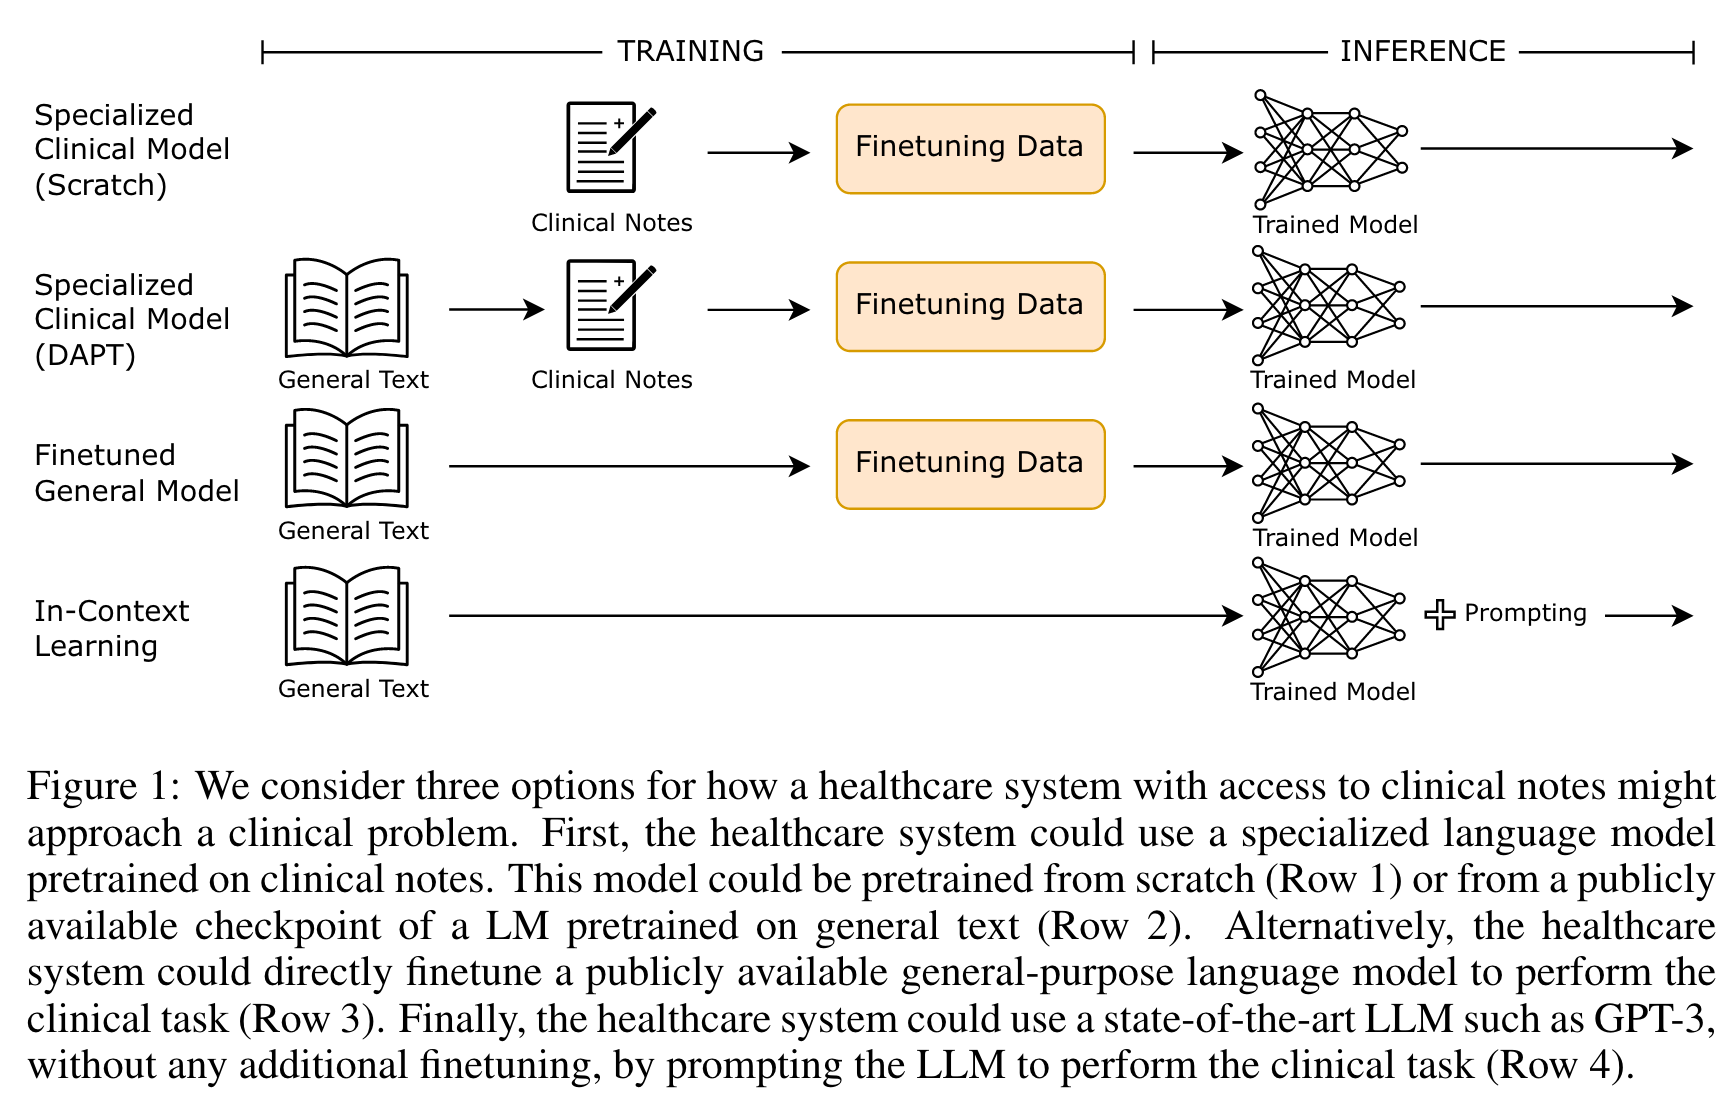 TRAINING INFERENCE
Specialized
Clinical Model
(Scratch)
Finetuning Data
Clinical Notes
Trained Model
Specialized
Clinical Model
(DAPT)
Finetuning Data
General Text
Clinical Notes
Trained Model
Finetuned
General Model
Finetuning Data
General Text
Trained Model
In-Context
Learning
Prompting
General Text
Trained Model
Figure 1: We consider three options for how a healthcare system with access to clinical notes might
approach a clinical problem. First, the healthcare system could use a specialized language model
pretrained on clinical notes. This model could be pretrained from scratch (Row 1) or from a publicly
available checkpoint of a LM pretrained on general text (Row 2). Alternatively, the healthcare
system could directly finetune a publicly available general-purpose language model to perform the
clinical task (Row 3). Finally, the healthcare system could use a state-of-the-art LLM such as GPT-3,
without any additional finetuning, by prompting the LLM to perform the clinical task (Row 4).